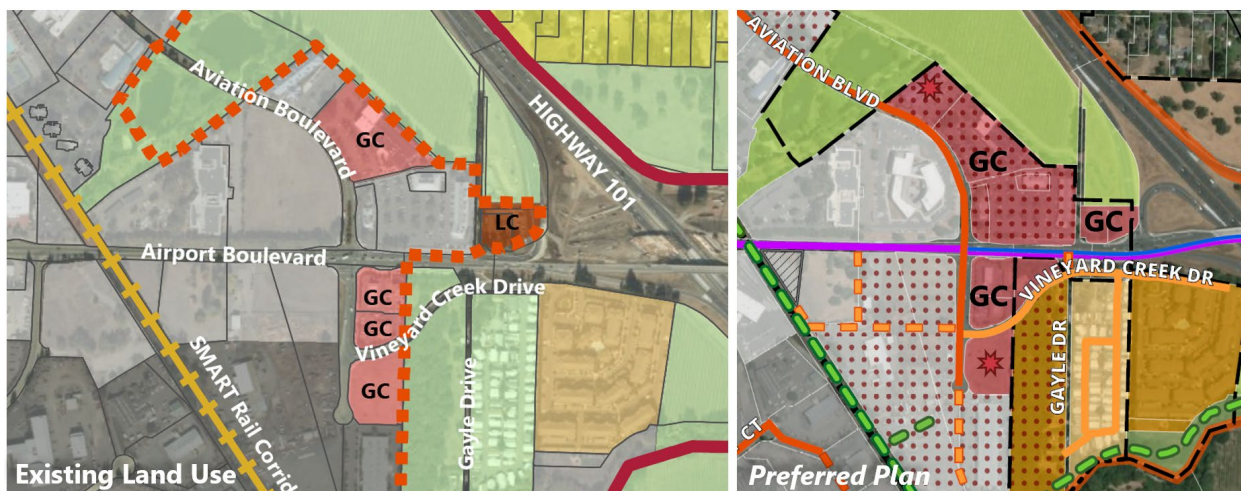 Aviation Boulevard
GC
HIGHWAY 101
LC
Airport Boulevard
GC
GC
Vineyard Creek Drive
GC
SMART Rail Corrid
Gayle Drive
Existing Land Use
AVIATION BLVD
GC
GC
VINEYARD CREEK DR
GC
GAYLE DR
CT
Preferred Plan